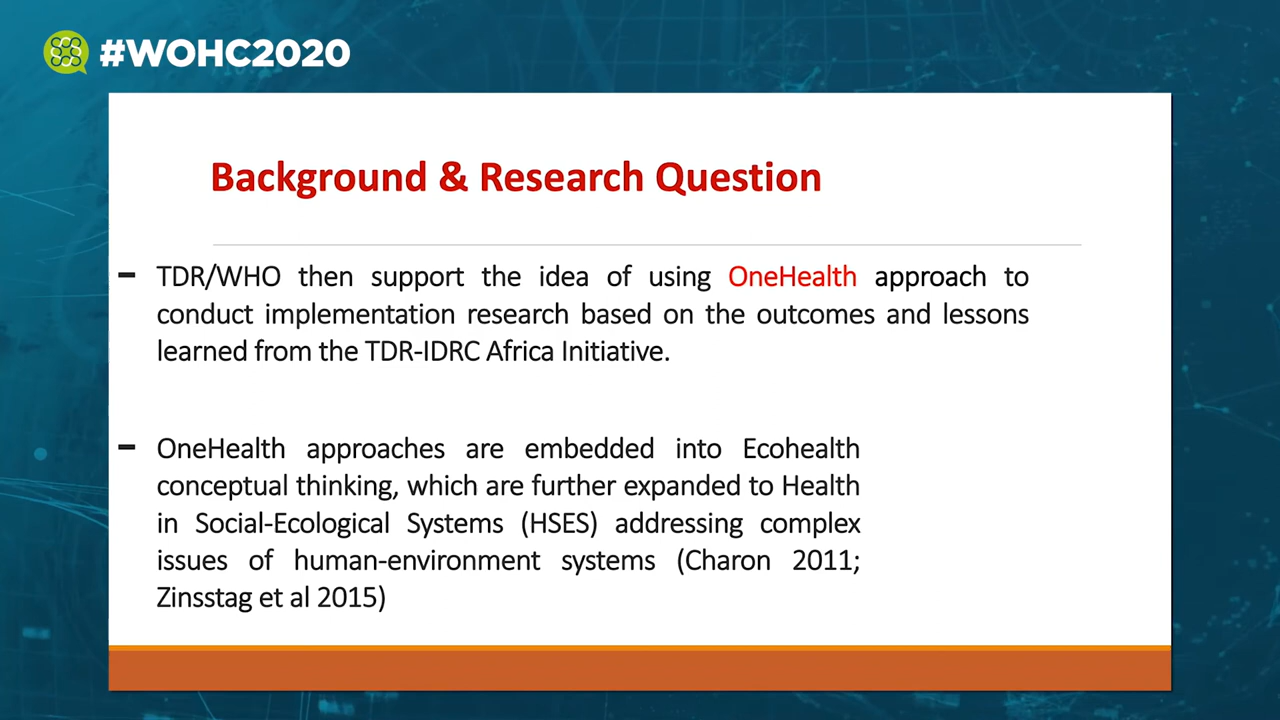 #WOHC2020
Background & Research Question
– TDR/WHO then support the idea of using OneHealth approach to
conduct implementation research based on the outcomes and lessons
learned from the TDR-IDRC Africa Initiative.
– OneHealth approaches are embedded into Ecohealth
conceptual thinking, which are further expanded to Health
in Social-Ecological Systems (HSES) addressing complex
issues of human-environment systems (Charon 2011;
Zinsstag et al 2015)